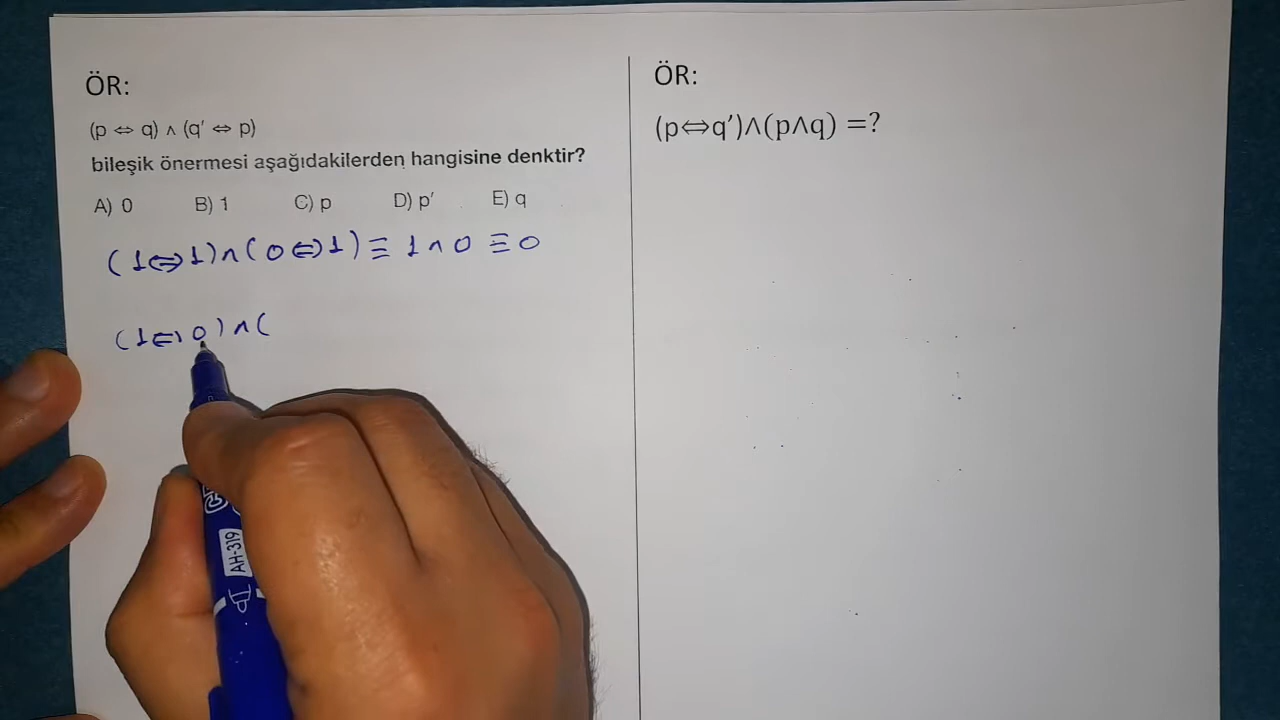 ÖR:
(p ⇔ q) ∧ (q′ ⇔ p)
bileşik önermesi aşağıdakilerden hangisine denktir?
A) 0 B) 1 C) p D) p′ E) q
(1⇔1)∧(0⇔1)≡ 1∧0 ≡0
(1⇔0)∧(
AH-319
ÖR:
(p⇔q′)∧(p∧q) =?